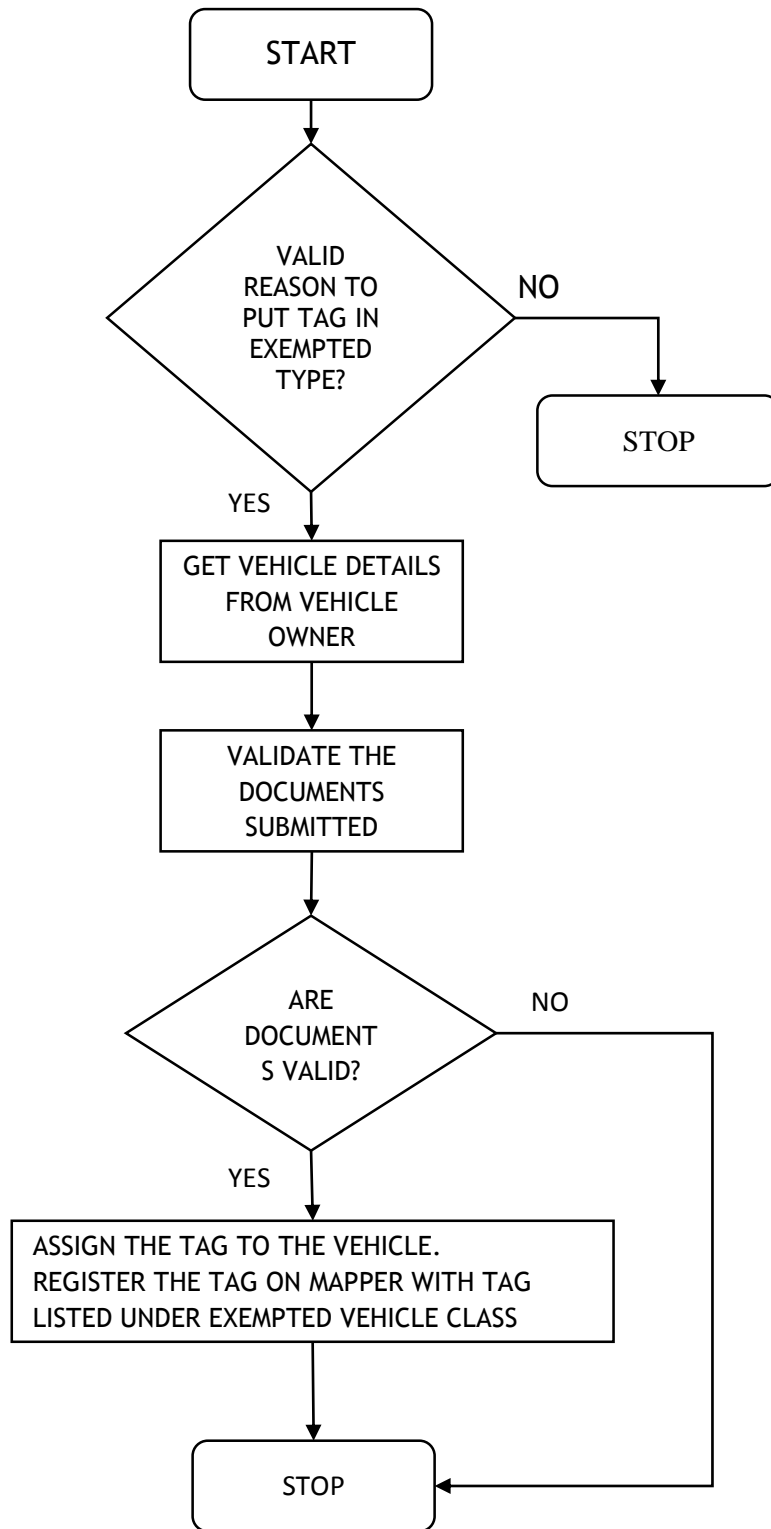 START
VALID
REASON TO
PUT TAG IN
EXEMPTED
TYPE?
NO
STOP
YES
GET VEHICLE DETAILS
FROM VEHICLE
OWNER
VALIDATE THE
DOCUMENTS
SUBMITTED
ARE
DOCUMENT
S VALID?
NO
YES
ASSIGN THE TAG TO THE VEHICLE.
REGISTER THE TAG ON MAPPER WITH TAG
LISTED UNDER EXEMPTED VEHICLE CLASS
STOP